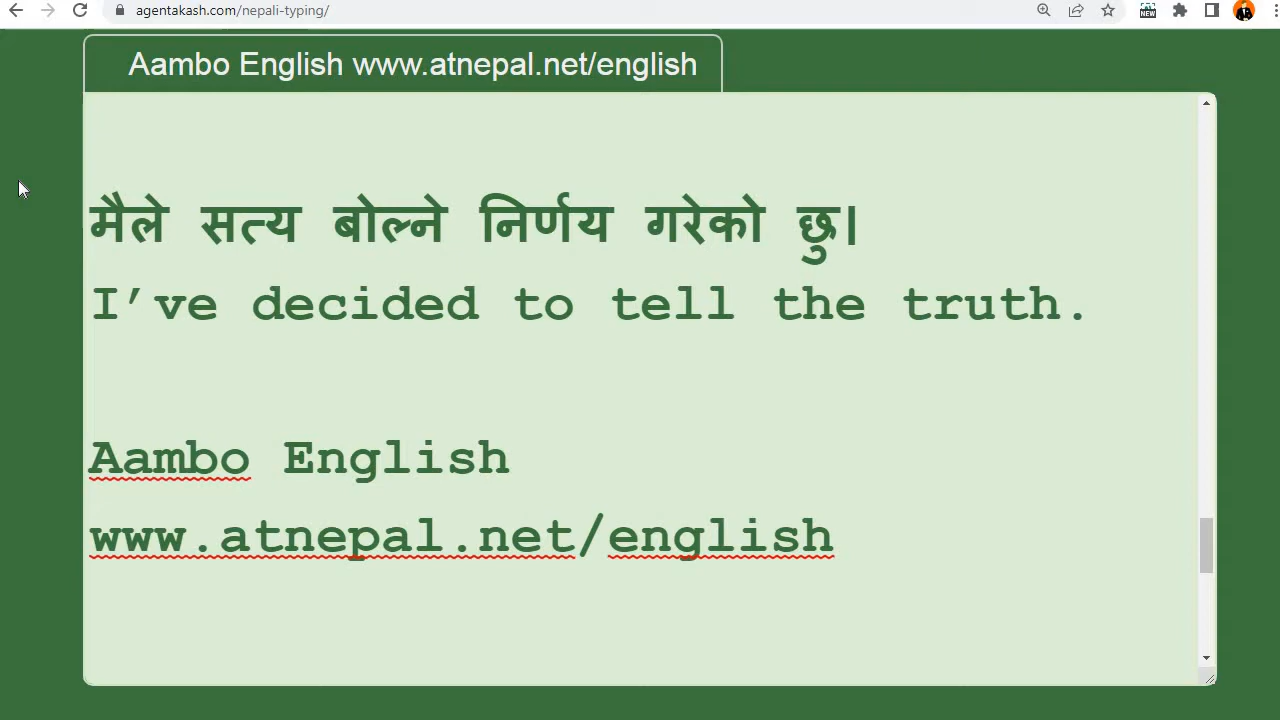 agentakash.com/nepali-typing/
NEW
Aambo English www.atnepal.net/english
मैले सत्य बोल्ने निर्णय गरेको छु।
I’ve decided to tell the truth.
Aambo English
www.atnepal.net/english